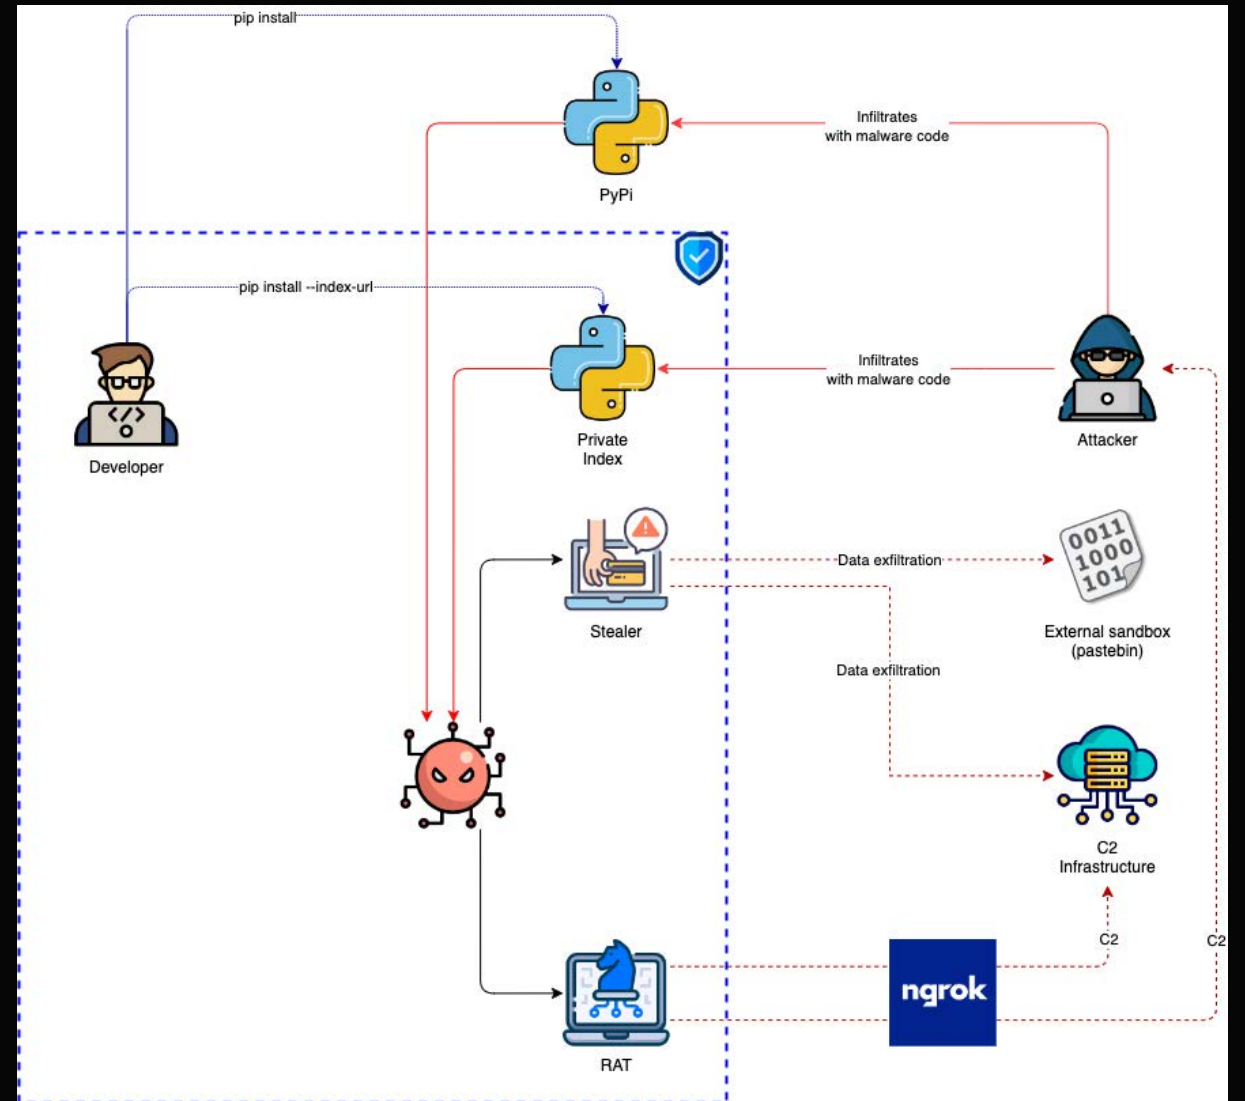 pip install
Infiltrates
with malware code
PyPi
pip install --index-url
Infiltrates
with malware code
Developer
Private
Index
Attacker
0011
1000
101
Data exfiltration
Stealer
External sandbox
(pastebin)
Data exfiltration
C2
Infrastructure
C2
C2
ngrok
RAT